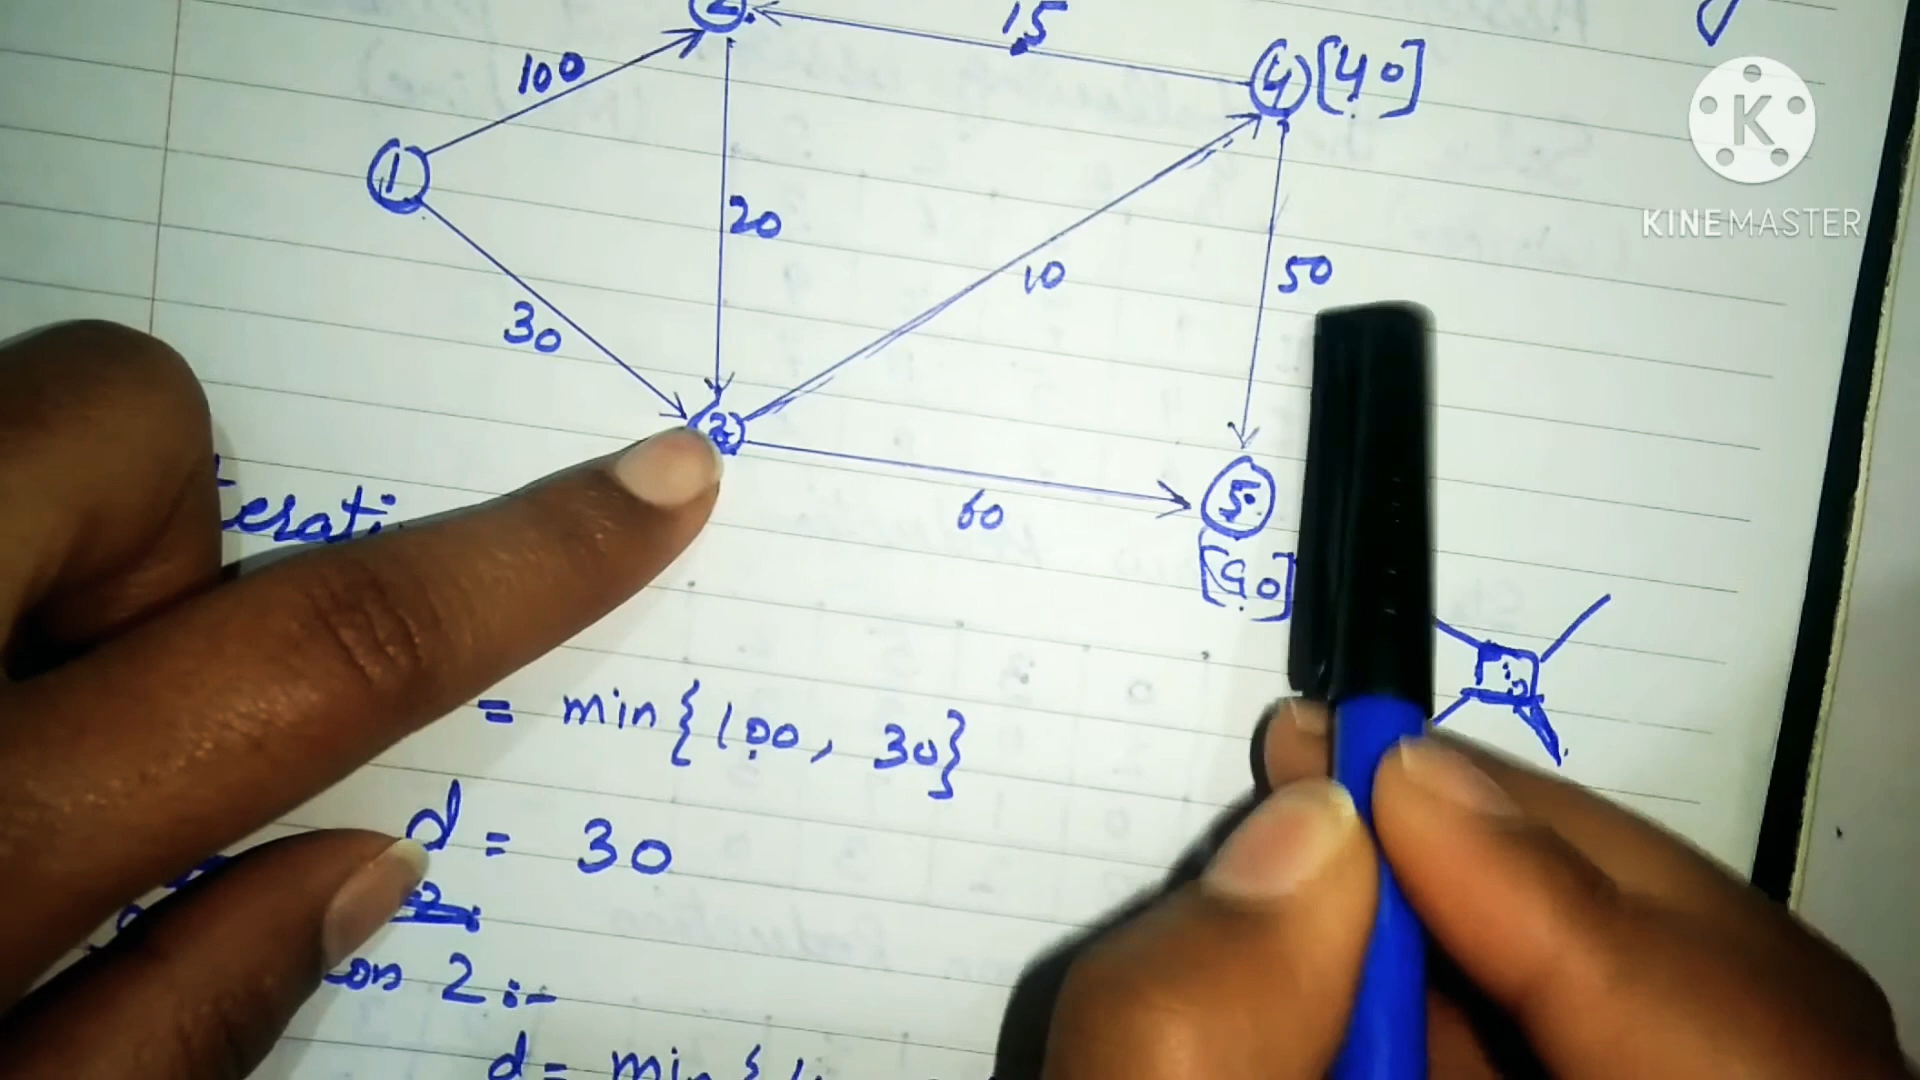 15
100
4 [40]
1
20
10
50
30
5
60
[90]
= min{100, 30}
d = 30
on 2 :-
d = min {
K
KINEMASTER